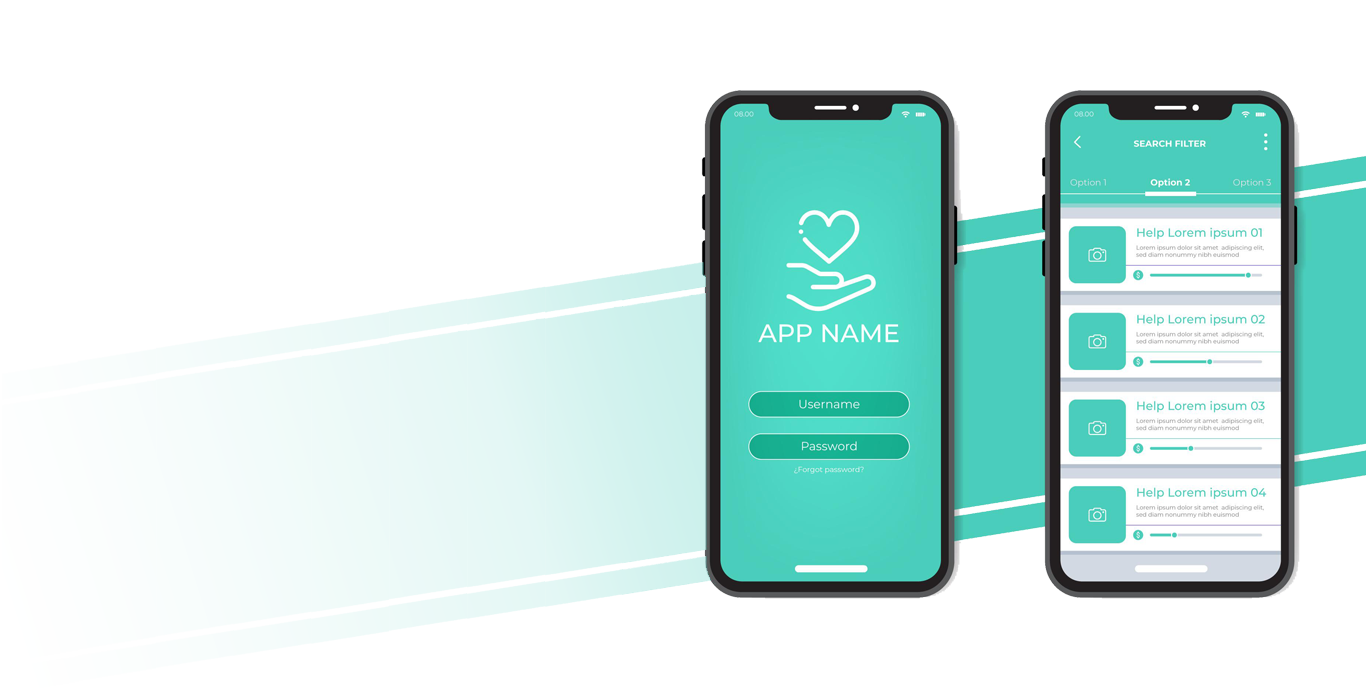 08.00
APP NAME
Username
Password
¿Forgot password?
08.00
SEARCH FILTER
Option 1 Option 2 Option 3
Help Lorem ipsum 01
Lorem ipsum dolor sit amet adipiscing elit,
sed diam nonummy nibh euismod
$
Help Lorem ipsum 02
Lorem ipsum dolor sit amet adipiscing elit,
sed diam nonummy nibh euismod
$
Help Lorem ipsum 03
Lorem ipsum dolor sit amet adipiscing elit,
sed diam nonummy nibh euismod
$
Help Lorem ipsum 04
Lorem ipsum dolor sit amet adipiscing elit,
sed diam nonummy nibh euismod
$